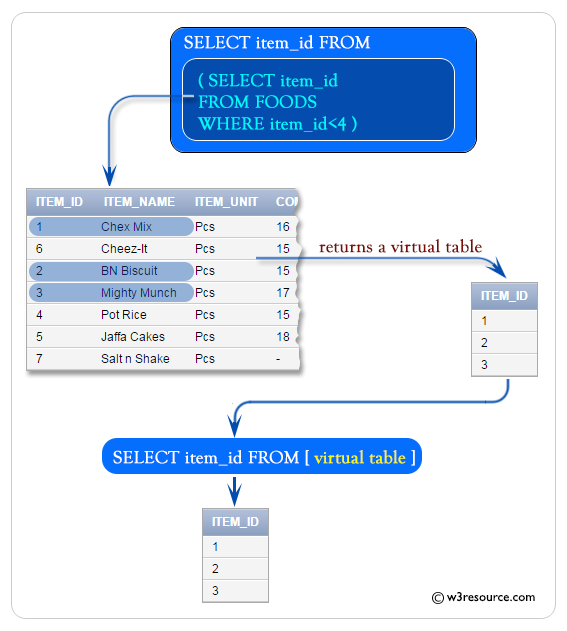 SELECT item_id FROM
( SELECT item_id
FROM FOODS
WHERE item_id<4 )
ITEM_ID ITEM_NAME ITEM_UNIT
1 Chex Mix Pcs 16
6 Cheez-It Pcs 15
2 BN Biscuit Pcs 15
3 Mighty Munch Pcs 17
4 Pot Rice Pcs 15
5 Jaffa Cakes Pcs 18
7 Salt n Shake Pcs -
returns a virtual table
ITEM_ID
1
2
3
SELECT item_id FROM [ virtual table ]
ITEM_ID
1
2
3
© w3resource.com